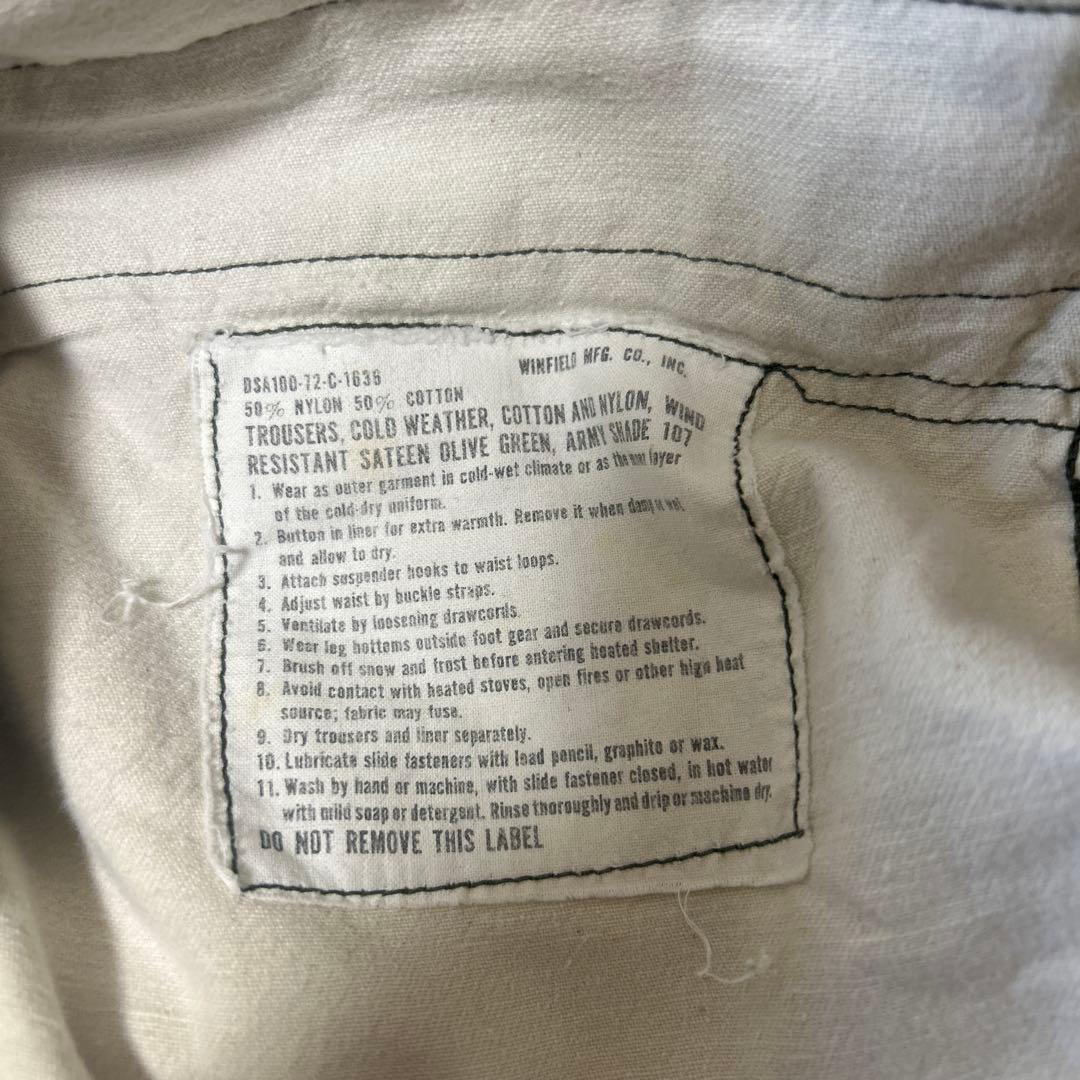 WINFIELD MFG. CO., INC.
DSA100-72-C-1636
50% NYLON 50% COTTON
TROUSERS, COLD WEATHER, COTTON AND NYLON, WIND
RESISTANT SATEEN OLIVE GREEN, ARMY SHADE 107
1. Wear as outer garment in cold-wet climate or as the layer
of the cold-dry uniform.
2. Button in liner for extra warmth. Remove it when damp or wet,
and allow to dry.
3. Attach suspender hooks to waist loops.
4. Adjust waist by buckle straps.
5. Ventilate by loosening drawcords.
6. Wear leg bottoms outside foot gear and secure drawcords.
7. Brush off snow and frost before entering heated shelter.
8. Avoid contact with heated stoves, open fires or other high heat
source; fabric may fuse.
9. Dry trousers and liner separately.
10. Lubricate slide fasteners with lead pencil, graphite or wax.
11. Wash by hand or machine, with slide fastener closed, in hot water
with mild soap or detergent. Rinse thoroughly and drip or machine dry.
DO NOT REMOVE THIS LABEL